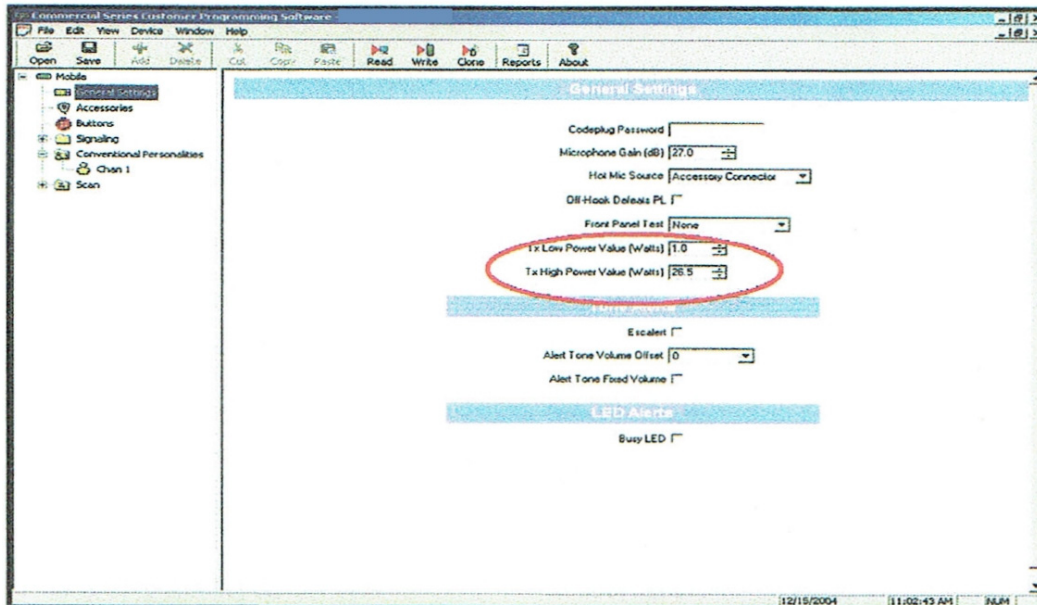 Commercial Series Customer Programming Software -
File Edit View Device Window Help
Open Save Add Delete Cut Copy Paste Read Write Clone Reports About
Mobile
General Settings
Accessories
Buttons
Signaling
Conventional Personalities
Chan 1
Scan
General Settings
Codeplug Password
Microphone Gain (dB) 27.0
Hot Mic Source Accessory Connector
Off-Hook Defeats PL
Front Panel Test None
Tx Low Power Value (Watts) 1.0
Tx High Power Value (Watts) 26.5
Tone Alerts
Escalert
Alert Tone Volume Offset 0
Alert Tone Fixed Volume
LED Alerts
Busy LED
12/15/2004 11:02:43 AM NUM